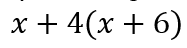 x + 4(x + 6)